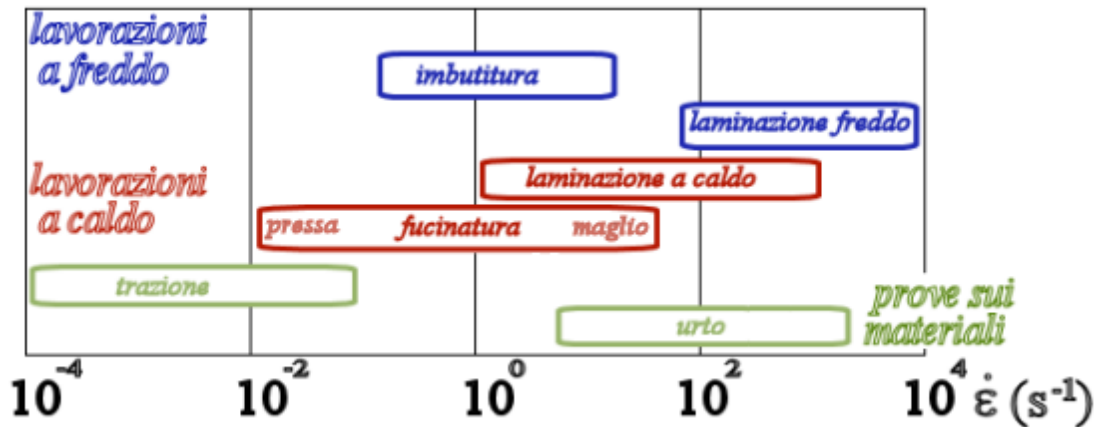 lavorazioni
a freddo
imbutitura
laminazione freddo
lavorazioni
a caldo
laminazione a caldo
pressa fucinatura maglio
trazione
prove sui
materiali
urto
10⁻⁴ 10⁻² 10⁰ 10² 10⁴ ε̇ (s⁻¹)